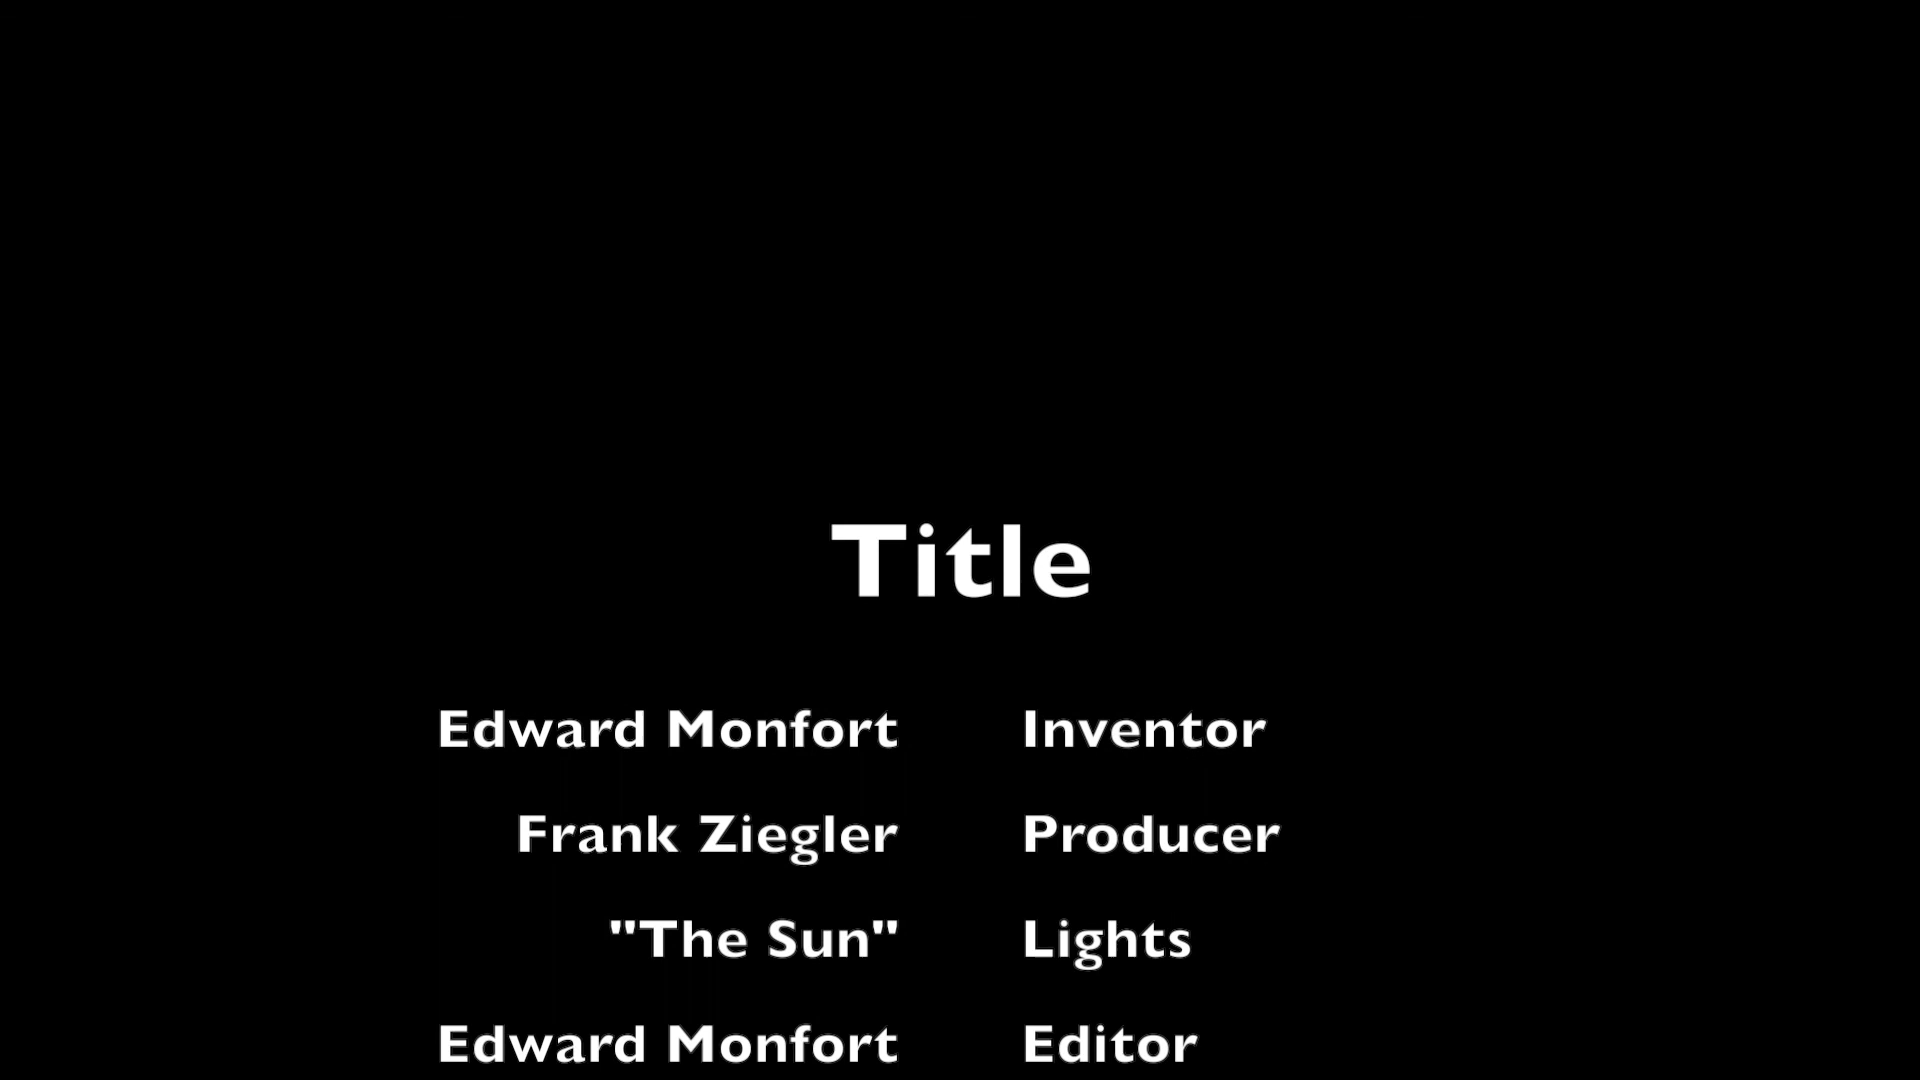 Title
Edward Monfort Inventor
Frank Ziegler Producer
"The Sun" Lights
Edward Monfort Editor